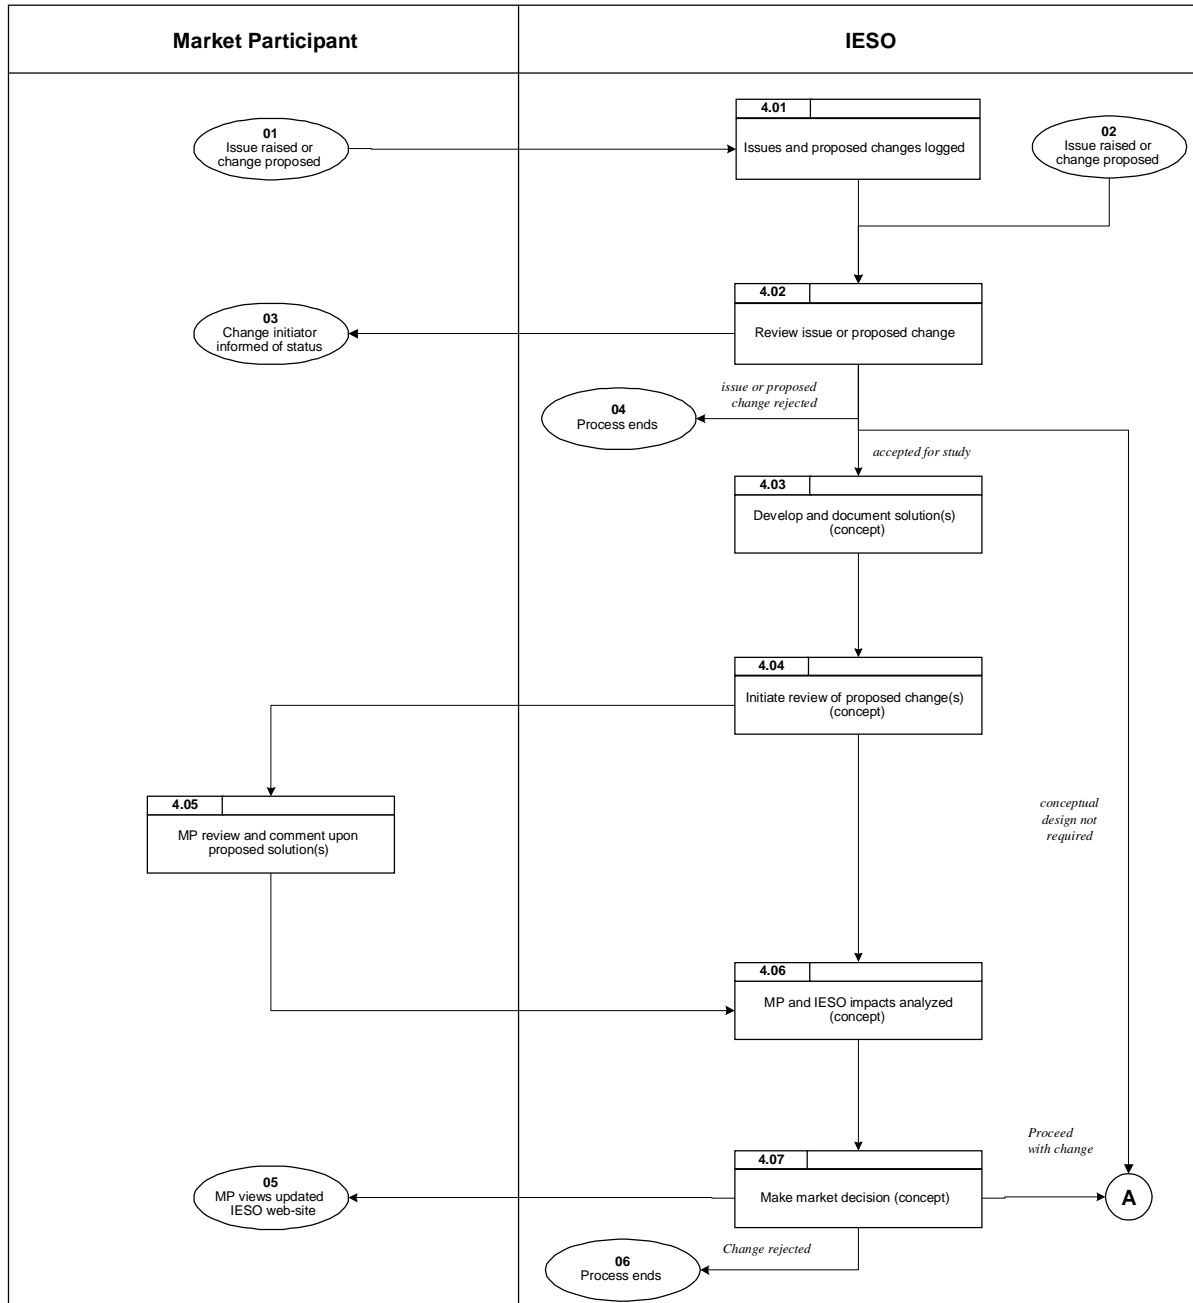 Market Participant
IESO
01
Issue raised or
change proposed
4.01
Issues and proposed changes logged
02
Issue raised or
change proposed
4.02
Review issue or proposed change
03
Change initiator
informed of status
issue or proposed
change rejected
04
Process ends
accepted for study
4.03
Develop and document solution(s)
(concept)
4.04
Initiate review of proposed change(s)
(concept)
4.05
MP review and comment upon
proposed solution(s)
conceptual
design not
required
4.06
MP and IESO impacts analyzed
(concept)
Proceed
with change
4.07
Make market decision (concept)
05
MP views updated
IESO web-site
A
Change rejected
06
Process ends